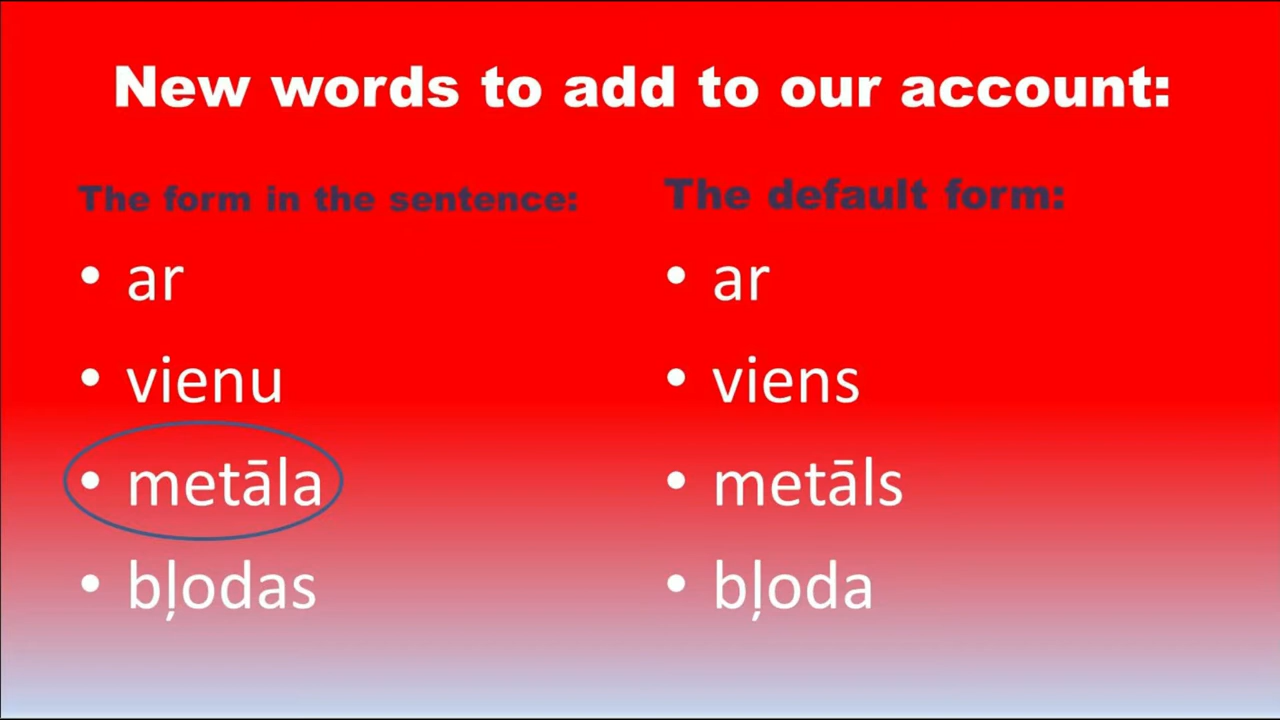 New words to add to our account:
The form in the sentence:
• ar
• vienu
• metāla
• bļodas
The default form:
• ar
• viens
• metāls
• bļoda